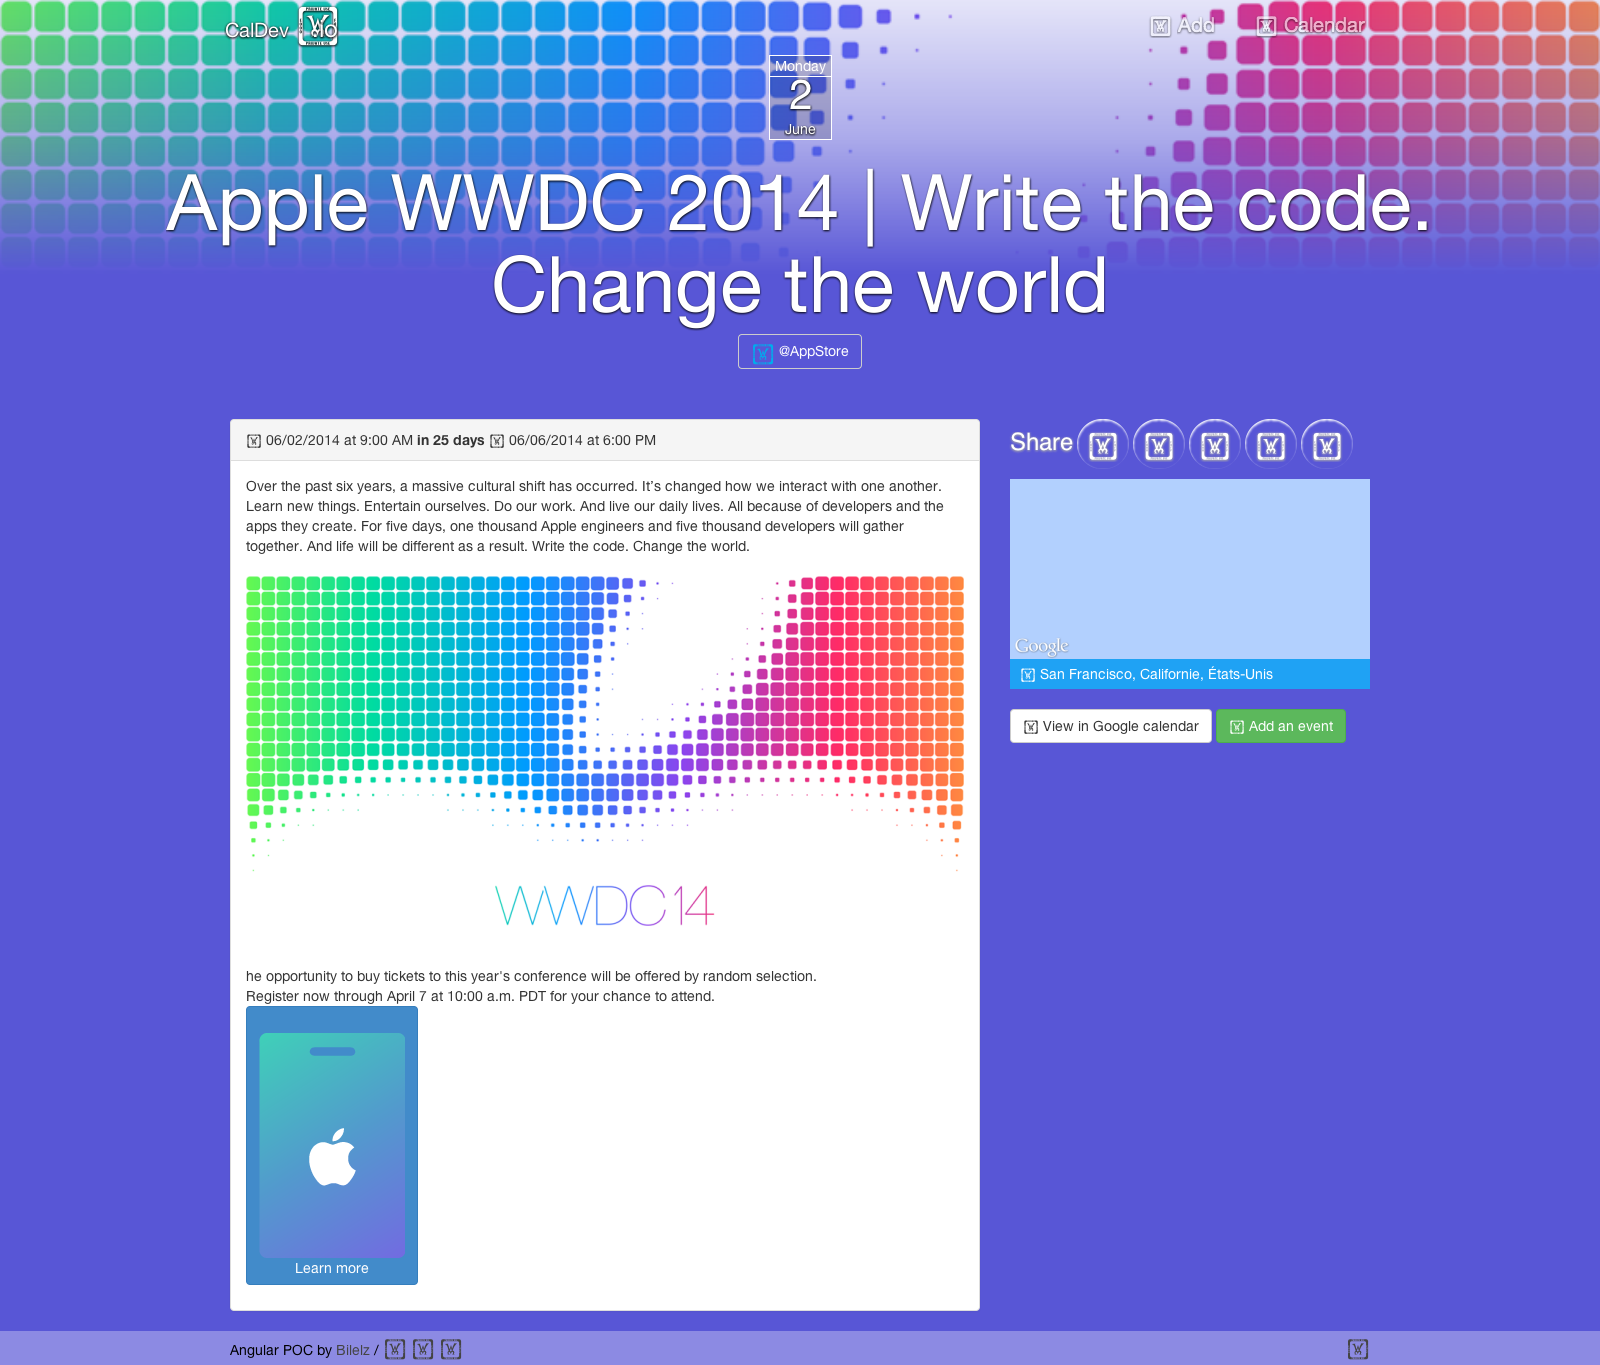 CalDev IO
Add
Calendar
Monday
2
June
Apple WWDC 2014 | Write the code.
Change the world
@AppStore
06/02/2014 at 9:00 AM in 25 days 06/06/2014 at 6:00 PM
Over the past six years, a massive cultural shift has occurred. It’s changed how we interact with one another.
Learn new things. Entertain ourselves. Do our work. And live our daily lives. All because of developers and the
apps they create. For five days, one thousand Apple engineers and five thousand developers will gather
together. And life will be different as a result. Write the code. Change the world.
WWDC14
he opportunity to buy tickets to this year's conference will be offered by random selection.
Register now through April 7 at 10:00 a.m. PDT for your chance to attend.
Learn more
Share
Google
San Francisco, Californie, États-Unis
View in Google calendar
Add an event
Angular POC by Bilelz /